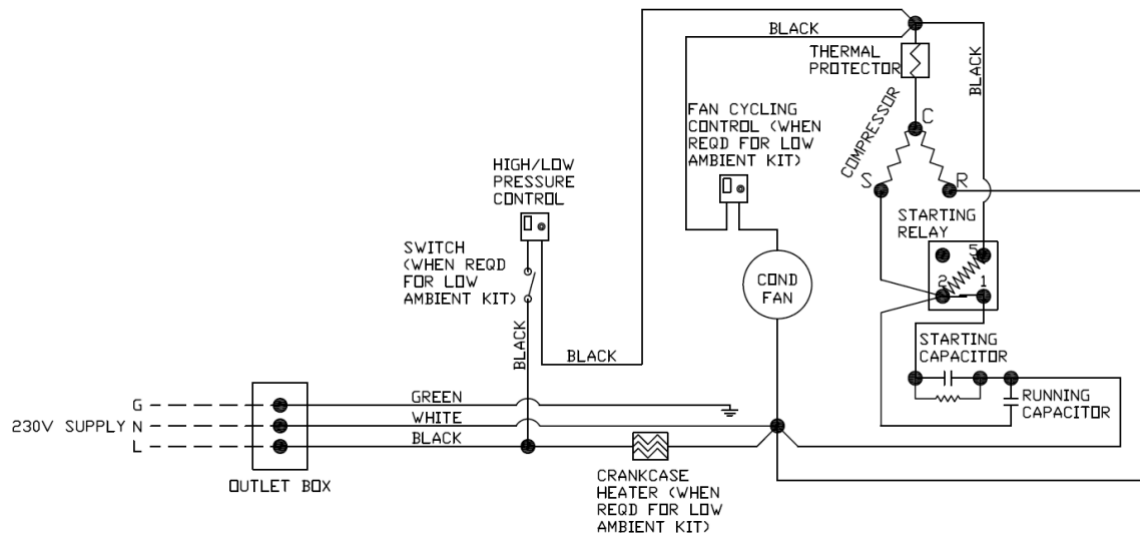 BLACK
THERMAL
PROTECTOR
BLACK
FAN CYCLING
CONTROL (WHEN
REQD FOR LOW
AMBIENT KIT)
COMPRESSOR
C
S
R
HIGH/LOW
PRESSURE
CONTROL
STARTING
RELAY
SWITCH
(WHEN REQD
FOR LOW
AMBIENT KIT)
5
2
1
COND
FAN
BLACK
BLACK
STARTING
CAPACITOR
RUNNING
CAPACITOR
G
GREEN
230V SUPPLY
N
WHITE
L
BLACK
OUTLET BOX
CRANKCASE
HEATER (WHEN
REQD FOR LOW
AMBIENT KIT)